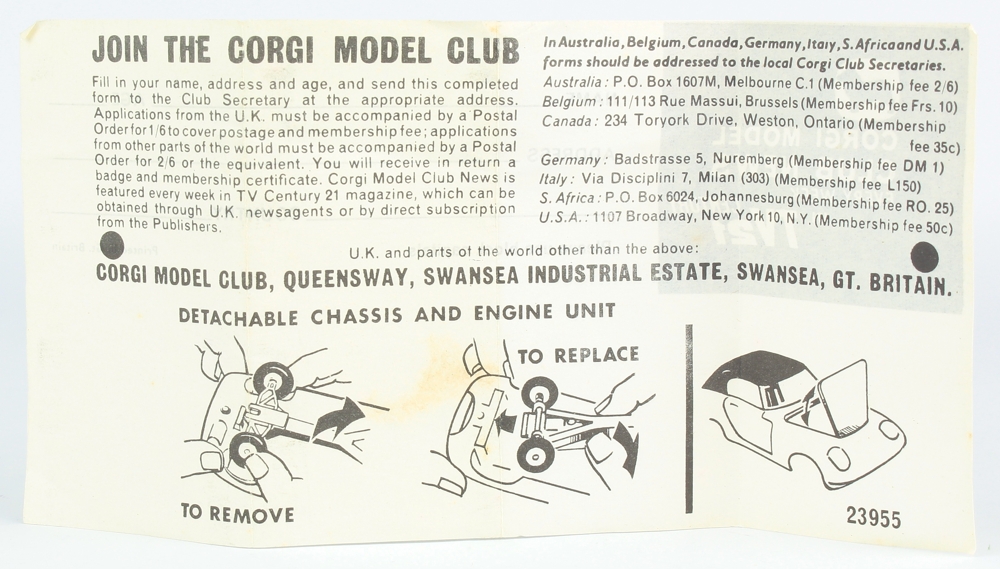 JOIN THE CORGI MODEL CLUB
Fill in your name, address and age, and send this completed
form to the Club Secretary at the appropriate address.
Applications from the U.K. must be accompanied by a Postal
Order for 1/6 to cover postage and membership fee; applications
from other parts of the world must be accompanied by a Postal
Order for 2/6 or the equivalent. You will receive in return a
badge and membership certificate. Corgi Model Club News is
featured every week in TV Century 21 magazine, which can be
obtained through U.K. newsagents or by direct subscription
from the Publishers.
In Australia, Belgium, Canada, Germany, Italy, S. Africa and U.S.A.
forms should be addressed to the local Corgi Club Secretaries.
Australia: P.O. Box 1607M, Melbourne C.1 (Membership fee 2/6)
Belgium: 111/113 Rue Massui, Brussels (Membership fee Frs. 10)
Canada: 234 Toryork Drive, Weston, Ontario (Membership
fee 35c)
Germany: Badstrasse 5, Nuremberg (Membership fee DM 1)
Italy: Via Disciplini 7, Milan (303) (Membership fee L150)
S. Africa: P.O. Box 6024, Johannesburg (Membership fee RO. 25)
U.S.A.: 1107 Broadway, New York 10, N.Y. (Membership fee 50c)
U.K. and parts of the world other than the above:
CORGI MODEL CLUB, QUEENSWAY, SWANSEA INDUSTRIAL ESTATE, SWANSEA, GT. BRITAIN.
DETACHABLE CHASSIS AND ENGINE UNIT
TO REPLACE
TO REMOVE
23955